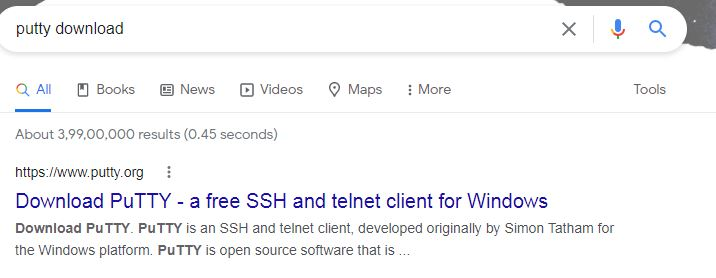 putty download
All Books News Videos Maps More Tools
About 3,99,00,000 results (0.45 seconds)
https://www.putty.org
Download PuTTY - a free SSH and telnet client for Windows
Download PuTTY. PuTTY is an SSH and telnet client, developed originally by Simon Tatham for
the Windows platform. PuTTY is open source software that is ...